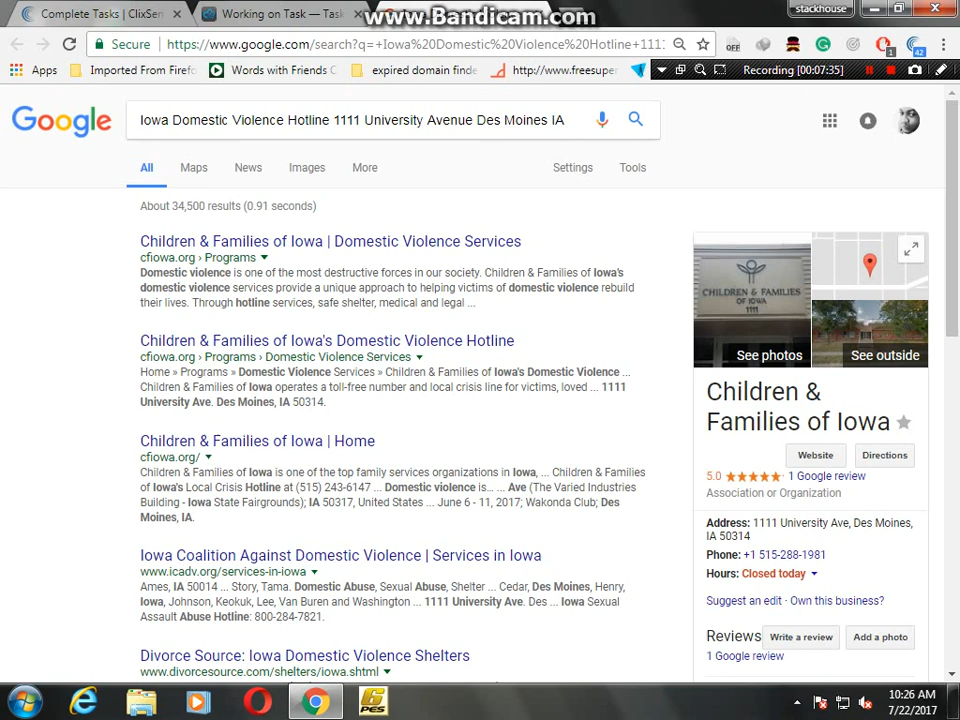 www.Bandicam.com
Complete Tasks | ClixSen
Working on Task — Task
stackhouse
Secure
https://www.google.com/search?q=+Iowa%20Domestic%20Violence%20Hotline+111
OFF
1
42
Apps
Imported From Firefo
Words with Friends C
expired domain finde
http://www.freesuper
Recording [00:07:35]
Google
Iowa Domestic Violence Hotline 1111 University Avenue Des Moines IA
All
Maps
News
Images
More
Settings
Tools
About 34,500 results (0.91 seconds)
Children & Families of Iowa | Domestic Violence Services
cfiowa.org › Programs
Domestic violence is one of the most destructive forces in our society. Children & Families of Iowa's
domestic violence services provide a unique approach to helping victims of domestic violence rebuild
their lives. Through hotline services, safe shelter, medical and legal ...
Children & Families of Iowa's Domestic Violence Hotline
cfiowa.org › Programs › Domestic Violence Services
Home » Programs » Domestic Violence Services » Children & Families of Iowa's Domestic Violence ...
Children & Families of Iowa operates a toll-free number and local crisis line for victims, loved ... 1111
University Ave. Des Moines, IA 50314.
Children & Families of Iowa | Home
cfiowa.org/
Children & Families of Iowa is one of the top family services organizations in Iowa, ... Children & Families
of Iowa's Local Crisis Hotline at (515) 243-6147 ... Domestic violence is... ... Ave (The Varied Industries
Building - Iowa State Fairgrounds); IA 50317, United States ... June 6 - 11, 2017; Wakonda Club; Des
Moines, IA.
Iowa Coalition Against Domestic Violence | Services in Iowa
www.icadv.org/services-in-iowa
Ames, IA 50014 ... Story, Tama. Domestic Abuse, Sexual Abuse, Shelter ... Cedar, Des Moines, Henry,
Iowa, Johnson, Keokuk, Lee, Van Buren and Washington ... 1111 University Ave. Des ... Iowa Sexual
Assault Abuse Hotline: 800-284-7821.
Divorce Source: Iowa Domestic Violence Shelters
www.divorcesource.com/shelters/iowa.shtml
CHILDREN & FAMILIES
OF IOWA
1111
See photos
See outside
Children &
Families of Iowa
Website
Directions
5.0
1 Google review
Association or Organization
Address: 1111 University Ave, Des Moines,
IA 50314
Phone: +1 515-288-1981
Hours: Closed today
Suggest an edit · Own this business?
Reviews
Write a review
Add a photo
1 Google review
PES
10:26 AM
7/22/2017